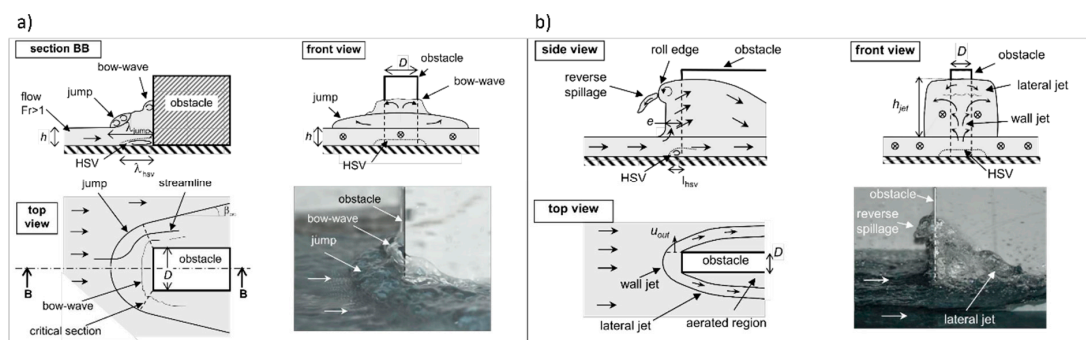 a)
section BB
bow-wave
jump
flow
Fr>1
h
λjump
obstacle
HSV
λhsv
front view
D
obstacle
bow-wave
jump
h
HSV
top
view
jump
streamline
β∞
obstacle
D
B
B
bow-wave
critical section
obstacle
bow-wave
jump
b)
side view
roll edge
obstacle
reverse
spillage
e
HSV
lhsv
front view
D
obstacle
lateral jet
wall jet
hjet
HSV
top view
uout
obstacle
D
wall jet
lateral jet
aerated region
obstacle
reverse
spillage
lateral jet